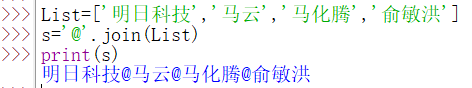 >>> List=['明日科技','马云','马化腾','俞敏洪']
>>> s='@'.join(List)
>>> print(s)
明日科技@马云@马化腾@俞敏洪